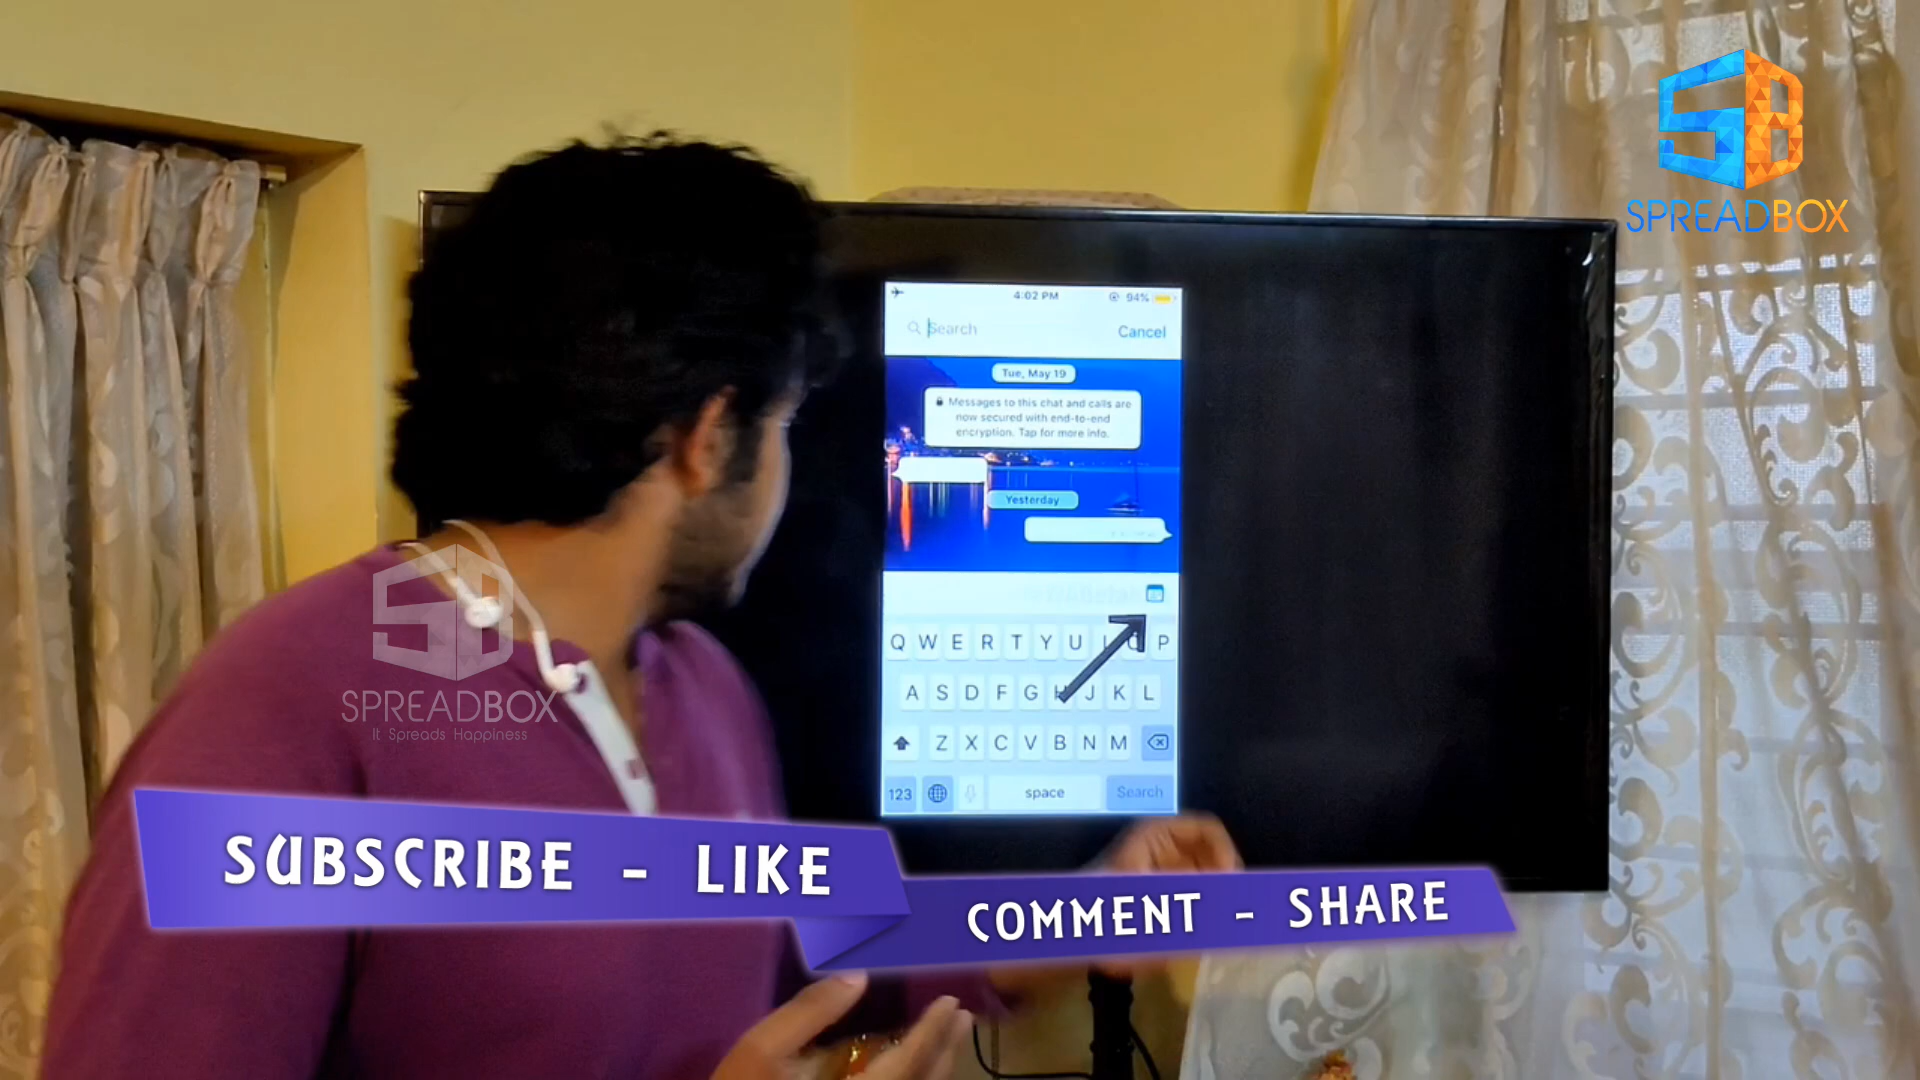 SPREADBOX
4:02 PM
94%
Search
Cancel
Tue, May 19
Messages to this chat and calls are
now secured with end-to-end
encryption. Tap for more info.
Yesterday
Q W E R T Y U I O P
A S D F G H J K L
Z X C V B N M
123
space
Search
SPREADBOX
It Spreads Happiness
SUBSCRIBE - LIKE
COMMENT - SHARE